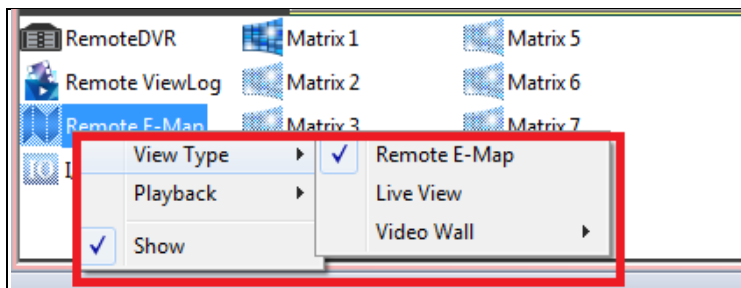 RemoteDVR Matrix 1 Matrix 5
Remote ViewLog Matrix 2 Matrix 6
Remote E-Map Matrix 3 Matrix 7
View Type Remote E-Map
Playback Live View
Video Wall
Show